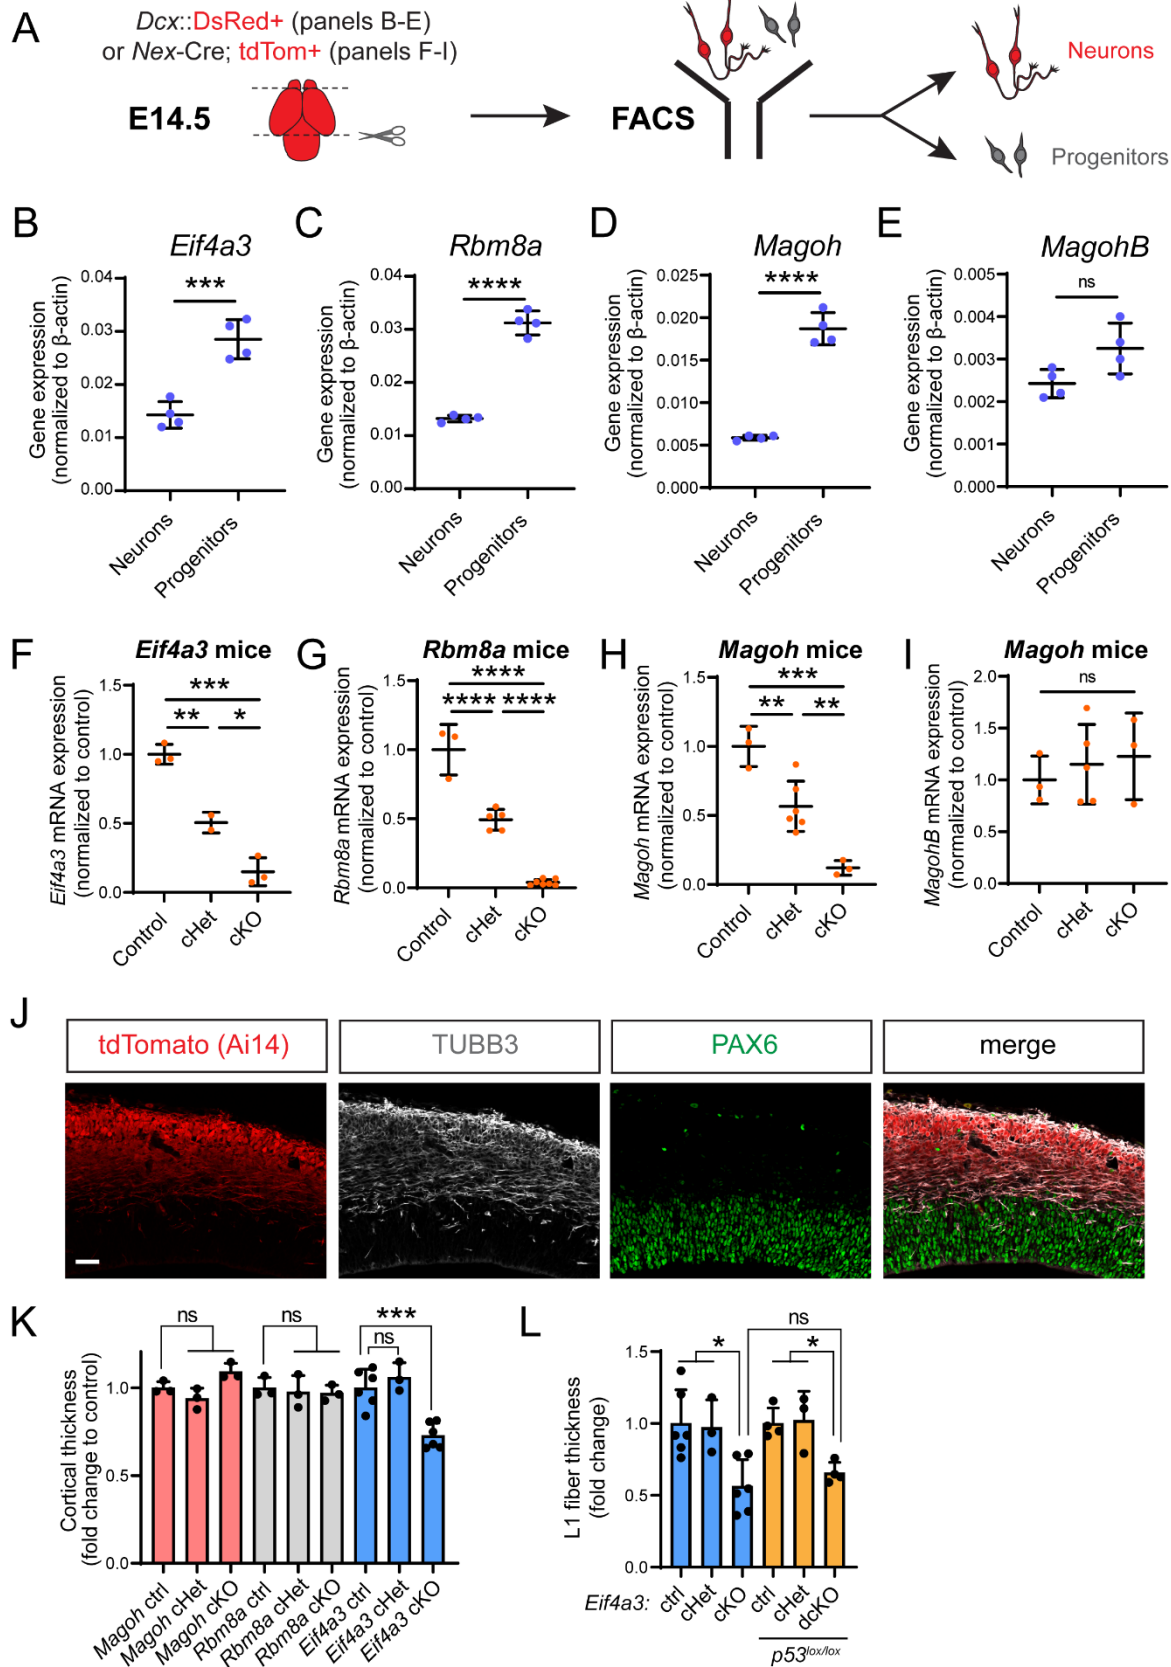 A
Dcx::DsRed+ (panels B-E)
or Nex-Cre; tdTom+ (panels F-I)
E14.5
FACS
Neurons
Progenitors
B
Eif4a3
Gene expression
(normalized to β-actin)
0.04
0.03
0.02
0.01
0.00
***
Neurons
Progenitors
C
Rbm8a
Gene expression
(normalized to β-actin)
0.04
0.03
0.02
0.01
0.00
****
Neurons
Progenitors
D
Magoh
Gene expression
(normalized to β-actin)
0.025
0.020
0.015
0.010
0.005
0.000
****
Neurons
Progenitors
E
MagohB
Gene expression
(normalized to β-actin)
0.005
0.004
0.003
0.002
0.001
0.000
ns
Neurons
Progenitors
F
Eif4a3 mice
Eif4a3 mRNA expression
(normalized to control)
1.5
1.0
0.5
0.0
***
** *
Control
cHet
cKO
G
Rbm8a mice
Rbm8a mRNA expression
(normalized to control)
1.5
1.0
0.5
0.0
****
**** ****
Control
cHet
cKO
H
Magoh mice
Magoh mRNA expression
(normalized to control)
1.5
1.0
0.5
0.0
***
** **
Control
cHet
cKO
I
Magoh mice
MagohB mRNA expression
(normalized to control)
2.0
1.5
1.0
0.5
0.0
ns
Control
cHet
cKO
J
tdTomato (Ai14)
TUBB3
PAX6
merge
K
Cortical thickness
(fold change to control)
1.0
0.5
0.0
ns
ns
***
ns
Magoh ctrl
Magoh cHet
Magoh cKO
Rbm8a ctrl
Rbm8a cHet
Rbm8a cKO
Eif4a3 ctrl
Eif4a3 cHet
Eif4a3 cKO
L
L1 fiber thickness
(fold change)
1.5
1.0
0.5
0.0
ns
*
*
Eif4a3:
ctrl
cHet
cKO
ctrl
cHet
dcKO
p53lox/lox